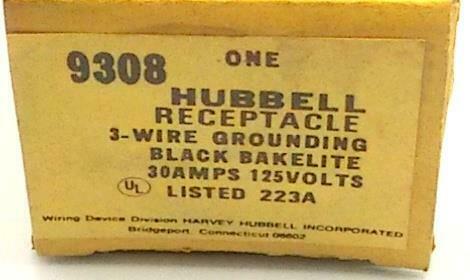 9308 ONE
HUBBELL
RECEPTACLE
3-WIRE GROUNDING
BLACK BAKELITE
30AMPS 125VOLTS
UL LISTED 223A
Wiring Device Division HARVEY HUBBELL INCORPORATED
Bridgeport, Connecticut 06602